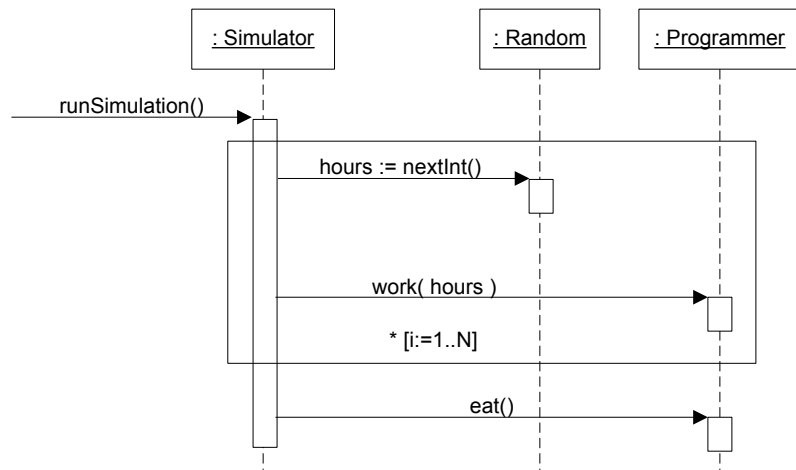 : Simulator
: Random
: Programmer
runSimulation()
hours := nextInt()
work( hours )
* [i:=1..N]
eat()